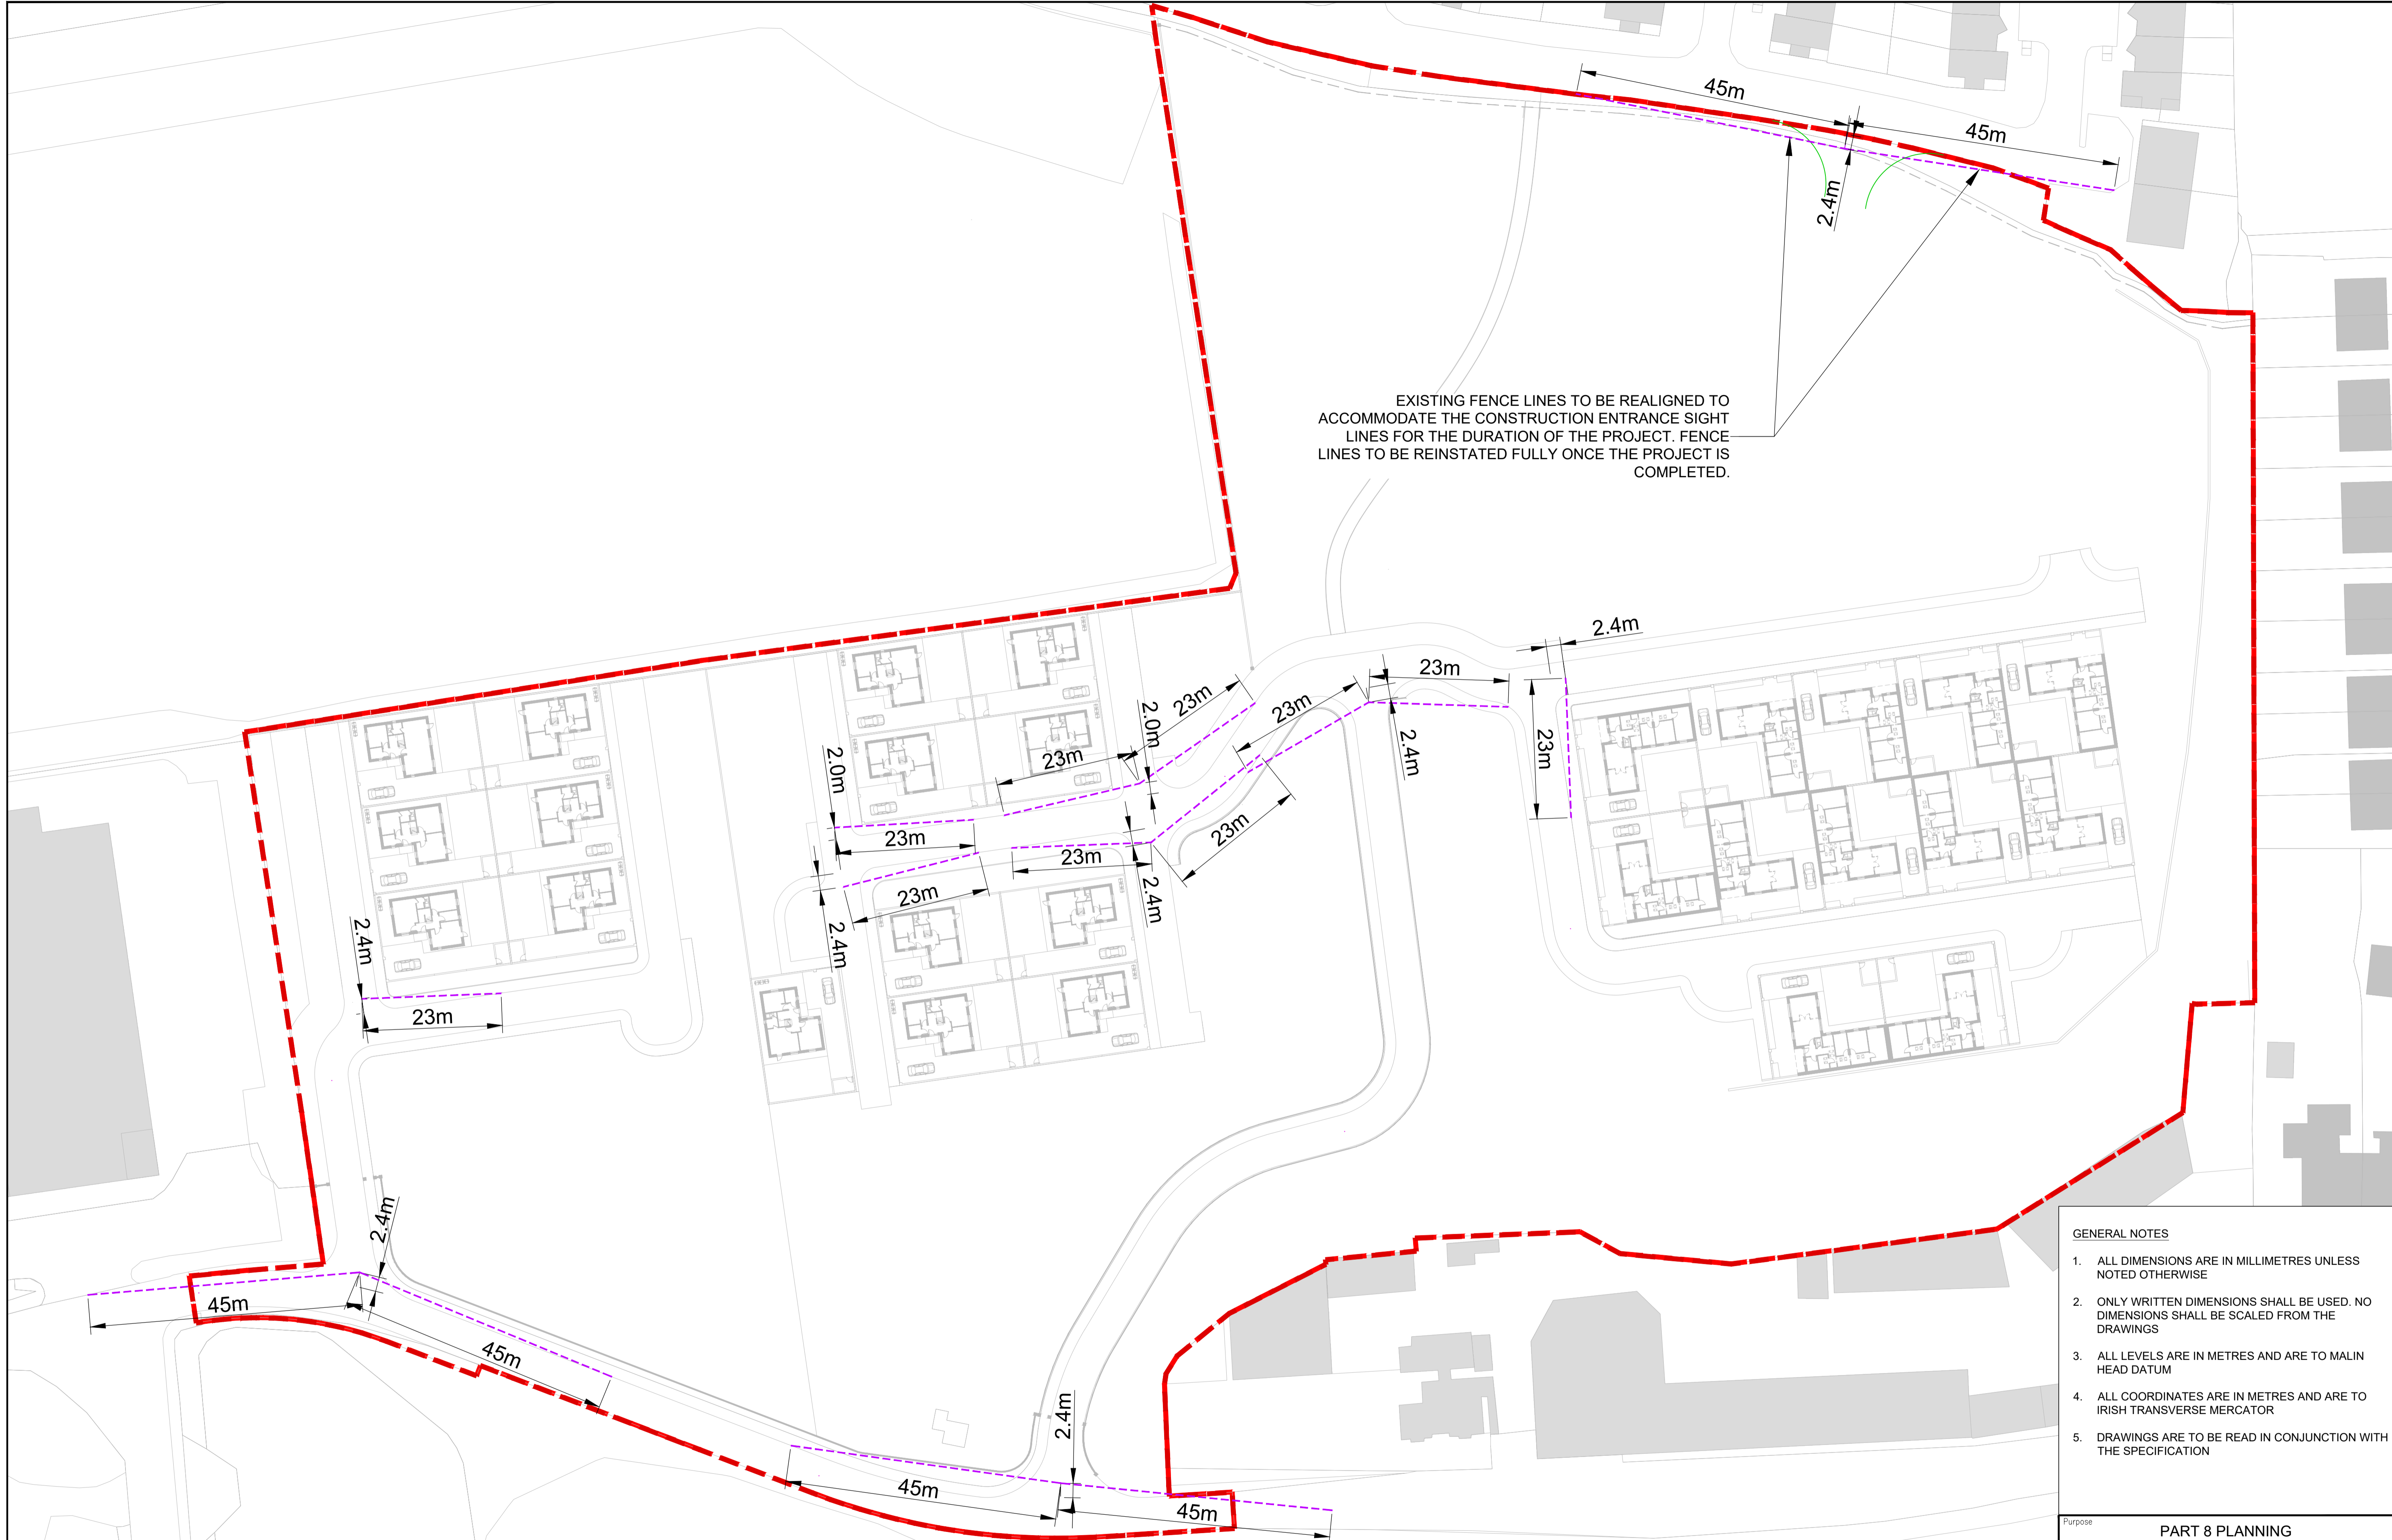 45m
45m
2.4m
EXISTING FENCE LINES TO BE REALIGNED TO
ACCOMMODATE THE CONSTRUCTION ENTRANCE SIGHT
LINES FOR THE DURATION OF THE PROJECT. FENCE
LINES TO BE REINSTATED FULLY ONCE THE PROJECT IS
COMPLETED.
2.4m
23m
23m
23m
2.0m
23m
2.4m
23m
2.0m
23m
23m
23m
23m
2.4m
2.4m
2.4m
23m
2.4m
45m
45m
2.4m
45m
45m
GENERAL NOTES
1. ALL DIMENSIONS ARE IN MILLIMETRES UNLESS
NOTED OTHERWISE
2. ONLY WRITTEN DIMENSIONS SHALL BE USED. NO
DIMENSIONS SHALL BE SCALED FROM THE
DRAWINGS
3. ALL LEVELS ARE IN METRES AND ARE TO MALIN
HEAD DATUM
4. ALL COORDINATES ARE IN METRES AND ARE TO
IRISH TRANSVERSE MERCATOR
5. DRAWINGS ARE TO BE READ IN CONJUNCTION WITH
THE SPECIFICATION
Purpose
PART 8 PLANNING